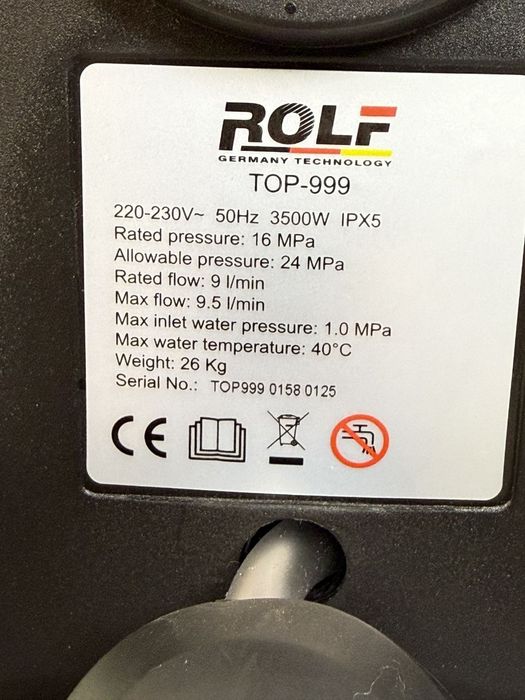 ROLF
GERMANY TECHNOLOGY
TOP-999
220-230V~ 50Hz 3500W IPX5
Rated pressure: 16 MPa
Allowable pressure: 24 MPa
Rated flow: 9 l/min
Max flow: 9.5 l/min
Max inlet water pressure: 1.0 MPa
Max water temperature: 40°C
Weight: 26 Kg
Serial No.: TOP999 0158 0125
CE